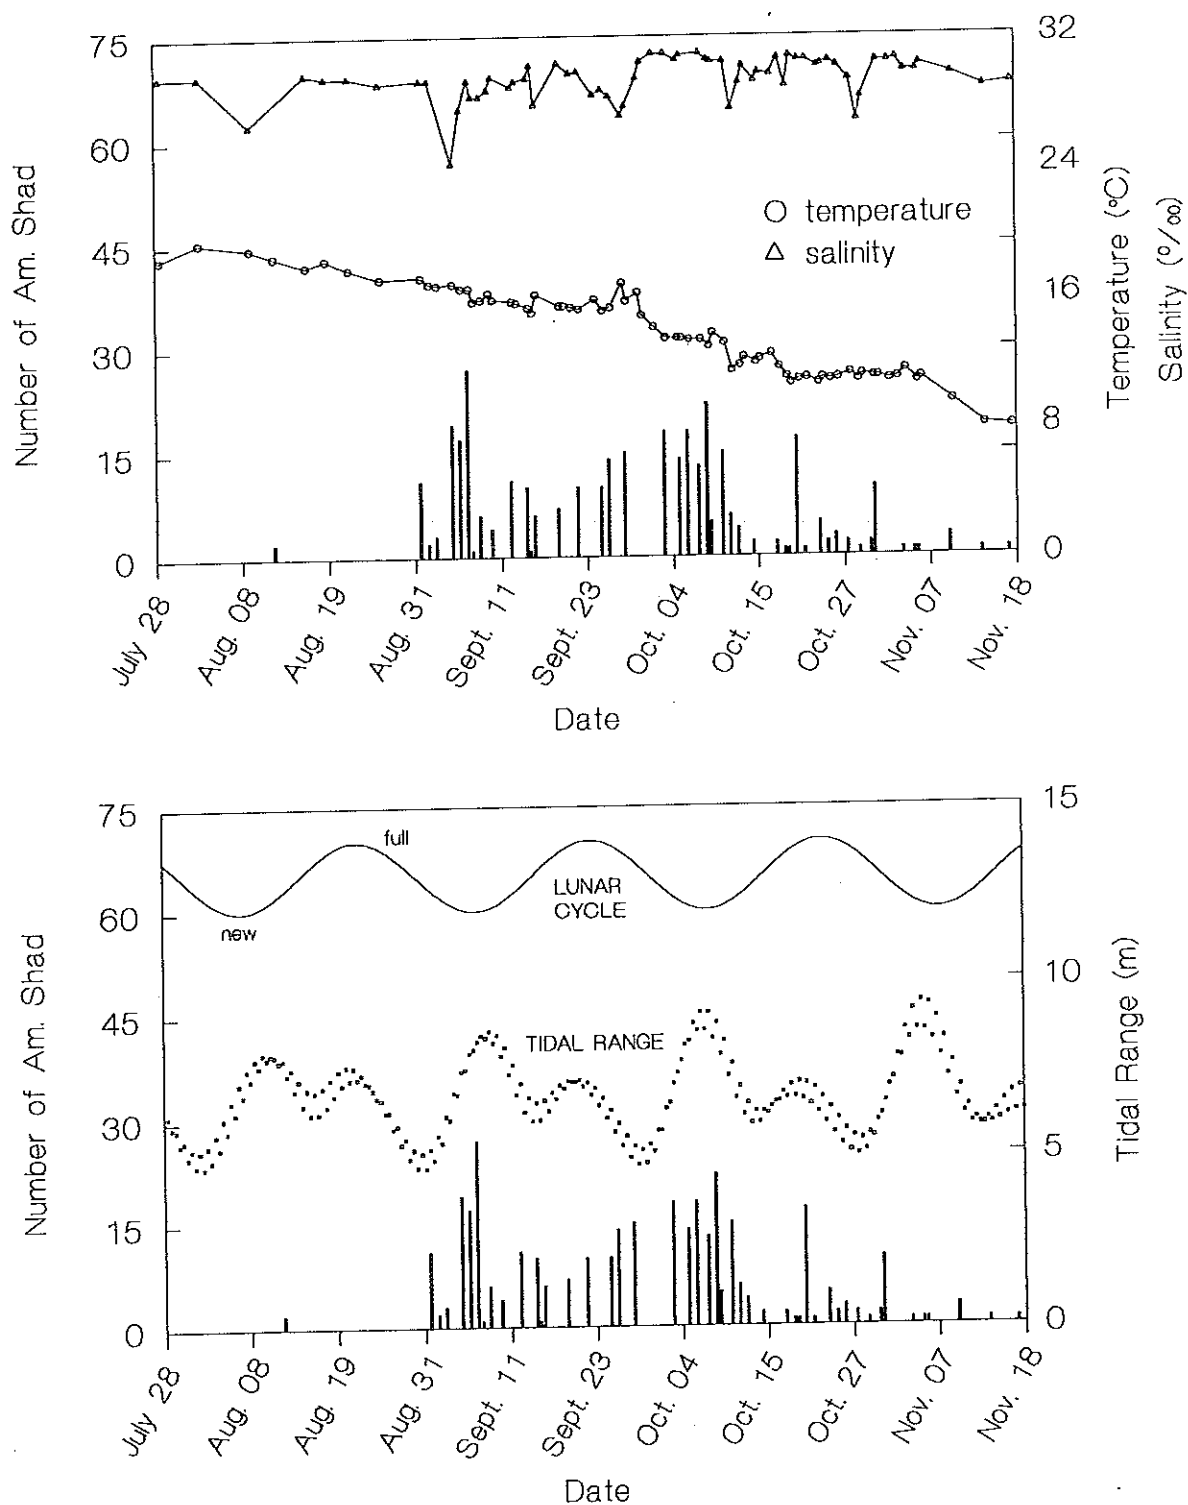 75
60
45
30
15
0
Number of Am. Shad
32
24
16
8
0
Temperature (°C)
Salinity (º/oo)
temperature
salinity
July 28
Aug. 08
Aug. 19
Aug. 31
Sept. 11
Sept. 23
Oct. 04
Oct. 15
Oct. 27
Nov. 07
Nov. 18
Date
75
60
45
30
15
0
Number of Am. Shad
15
10
5
0
Tidal Range (m)
full
new
LUNAR
CYCLE
TIDAL RANGE
July 28
Aug. 08
Aug. 19
Aug. 31
Sept. 11
Sept. 23
Oct. 04
Oct. 15
Oct. 27
Nov. 07
Nov. 18
Date